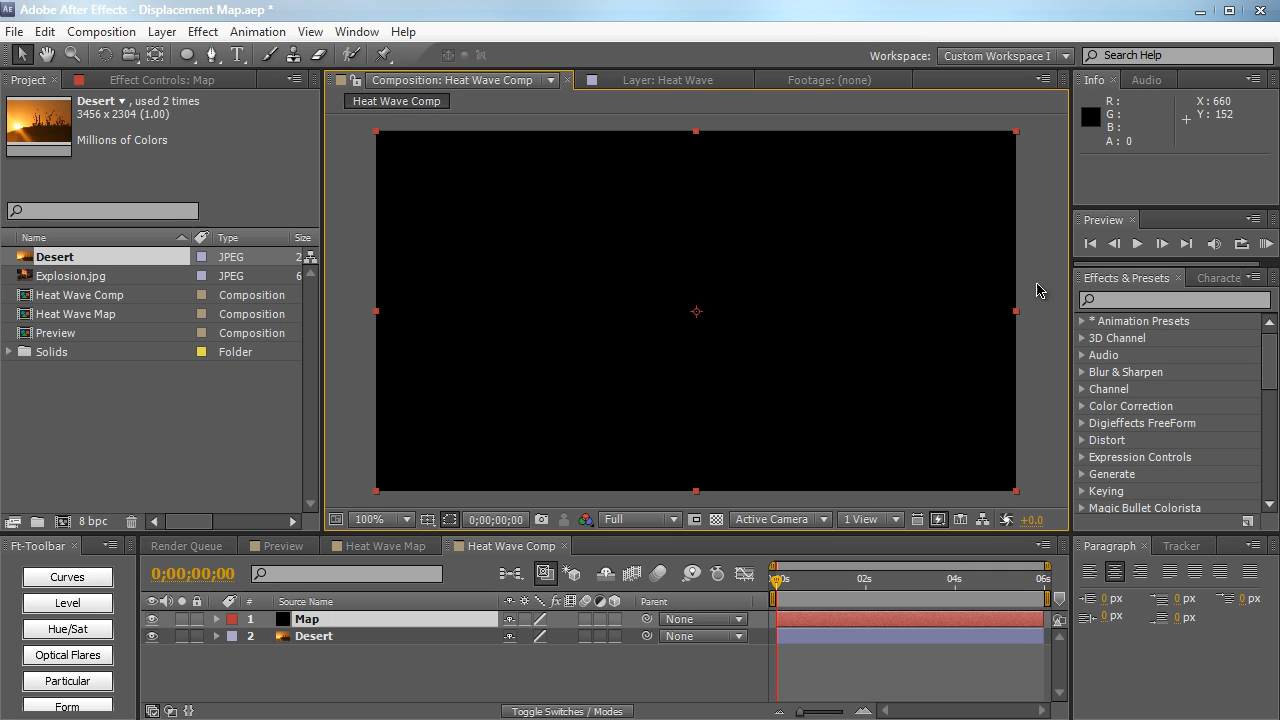 Ae Adobe After Effects - Displacement Map.aep *
File Edit Composition Layer Effect Animation View Window Help
Workspace: Custom Workspace I Search Help
Project Effect Controls: Map Composition: Heat Wave Comp Layer: Heat Wave Footage: (none) Info Audio
Heat Wave Comp
Desert , used 2 times
3456 x 2304 (1.00)
Millions of Colors
R :
G :
B :
A : 0
X : 660
Y : 152
Preview
Name Type Size
Desert JPEG 2
Explosion.jpg JPEG 6
Heat Wave Comp Composition
Heat Wave Map Composition
Preview Composition
Solids Folder
Effects & Presets Characte
* Animation Presets
3D Channel
Audio
Blur & Sharpen
Channel
Color Correction
Digieffects FreeForm
Distort
Expression Controls
Generate
Keying
Magic Bullet Colorista
8 bpc
100% 0;00;00;00 Full Active Camera 1 View +0.0
Ft-Toolbar Render Queue Preview Heat Wave Map Heat Wave Comp Paragraph Tracker
Curves
Level
Hue/Sat
Optical Flares
Particular
Form
0;00;00;00
02s 04s 06s
# Source Name fx Parent
1 Map None
2 Desert None
Toggle Switches / Modes
0 px 0 px 0 px
0 px 0 px